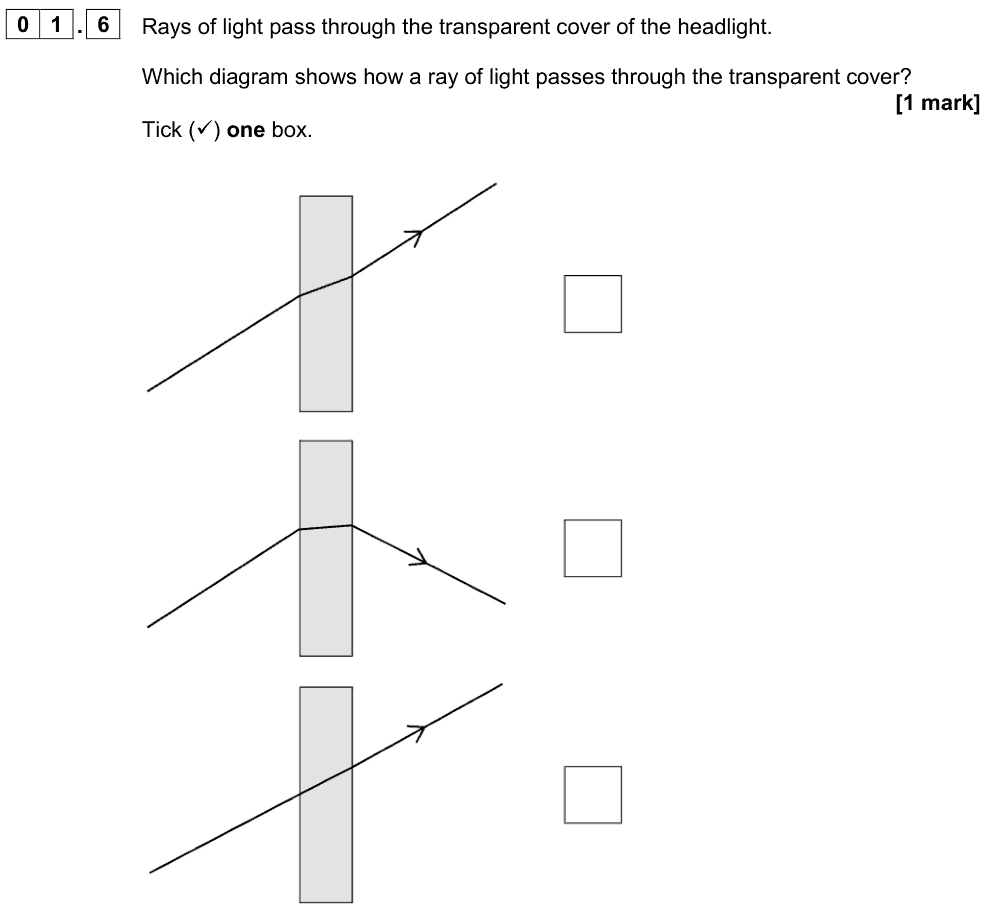 0 1 . 6 Rays of light pass through the transparent cover of the headlight.
Which diagram shows how a ray of light passes through the transparent cover?
[1 mark]
Tick (✓) one box.